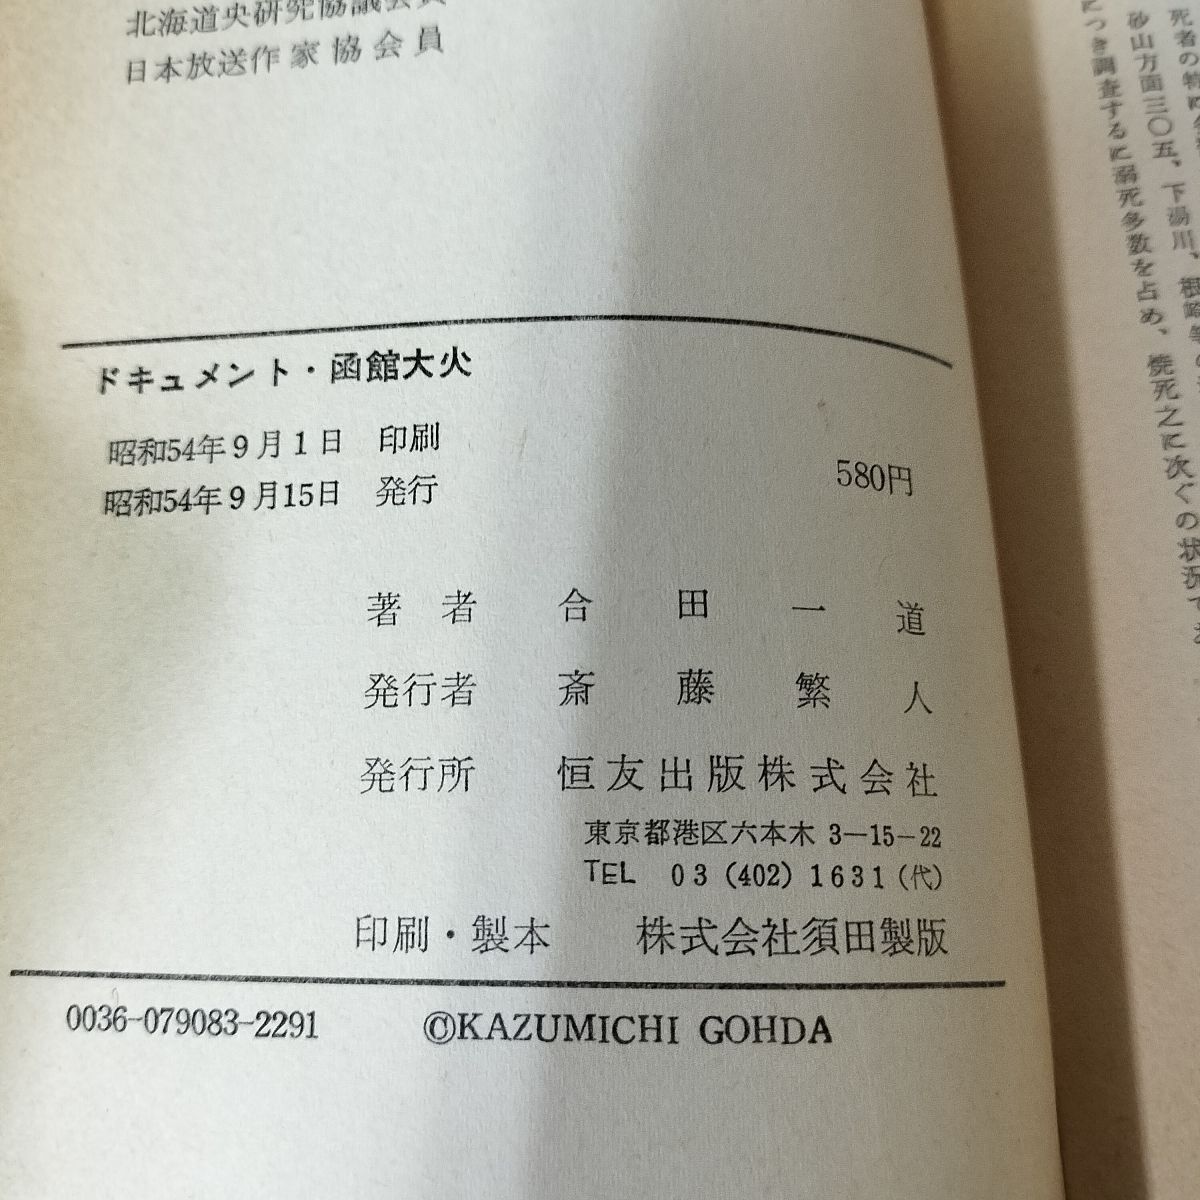 北海道史研究協議会員
日本放送作家協会員
ドキュメント・函館大火
昭和54年9月1日 印刷
昭和54年9月15日 発行
580円
著者 合田一道
発行者 斎藤繁人
発行所 恒友出版株式会社
東京都港区六本木3−15−22
TEL 03(402)1631(代)
印刷・製本 株式会社須田製版
0036-079083-2291 ©KAZUMICHI GOHDA
死者の特
砂山方面三〇五、下湯川、根崎等の
につき調査するに溺死多数を占め、焼死之に次ぐの状況で